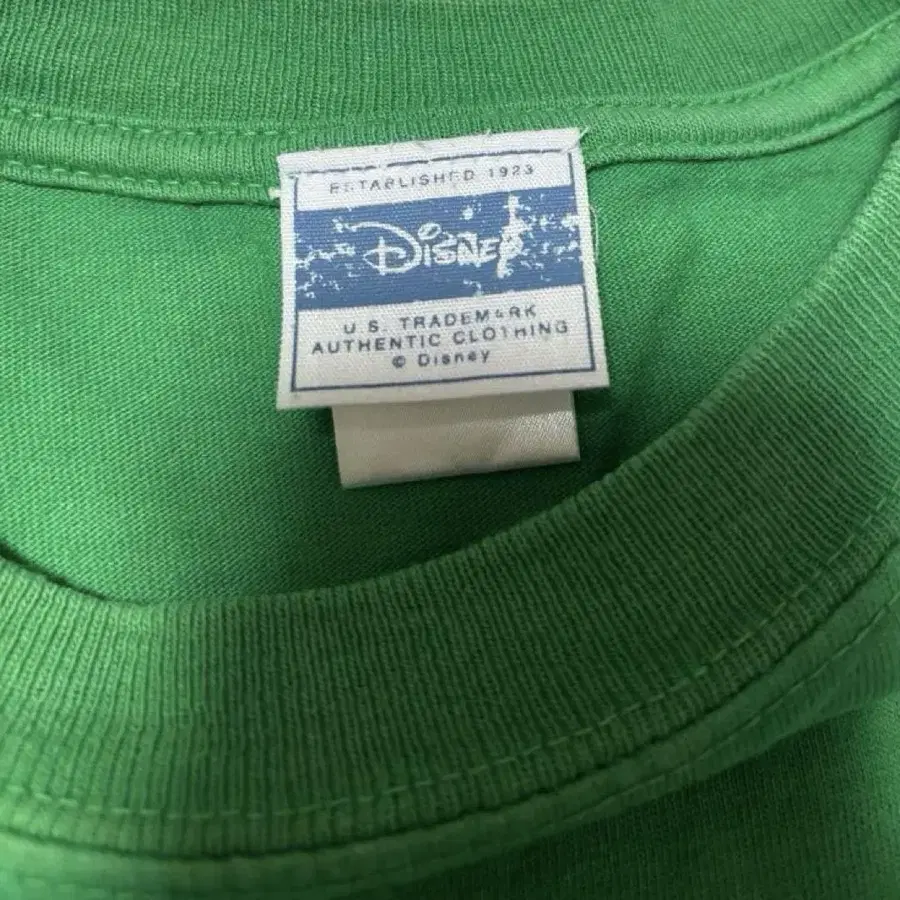 ESTABLISHED 1923
Disney
U.S. TRADEMARK
AUTHENTIC CLOTHING
© Disney